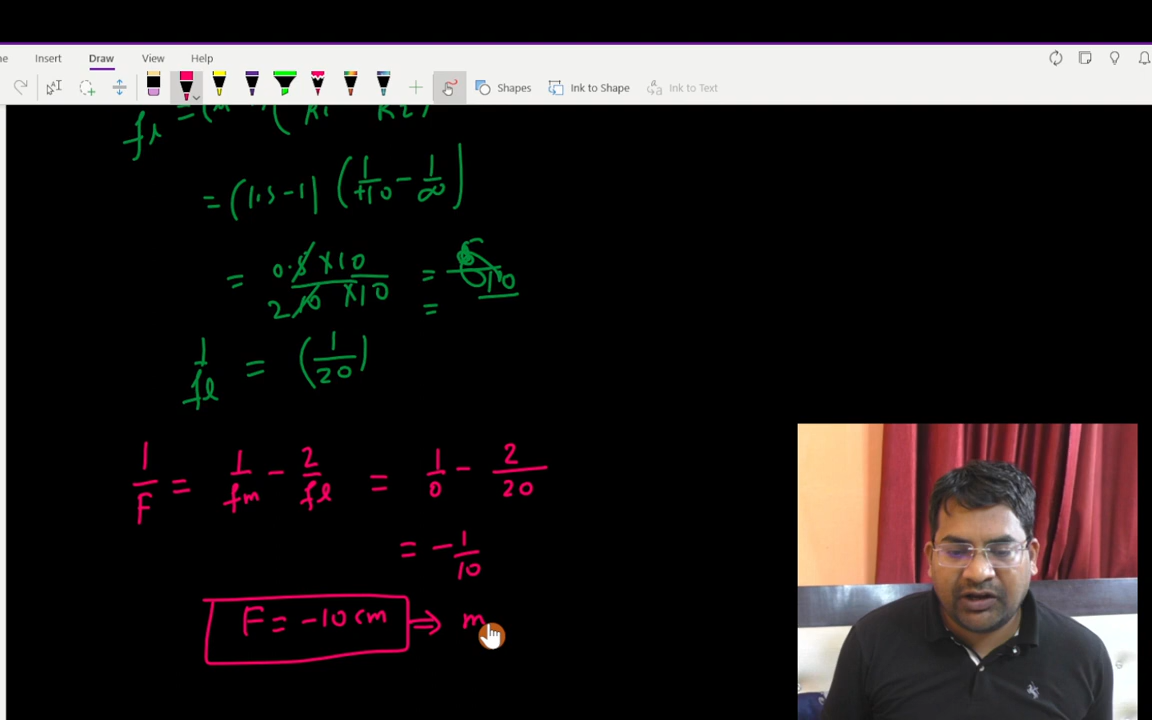 Insert Draw View Help
Shapes Ink to Shape Ink to Text
= (1.5-1) (1/+10 - 1/∞)
= 0.5 × 10 / 2 10 × 10 =
=
1/fl = (1/20)
1/F = 1/fm - 2/fl = 1/0 - 2/20
= -1/10
F = -10 cm ⇒ m